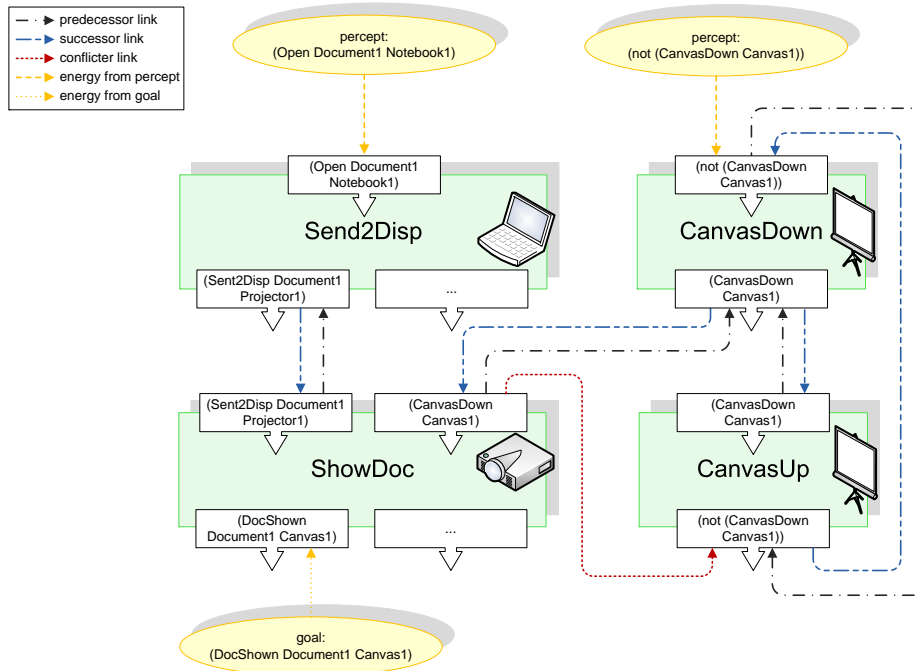 predecessor link
successor link
conflicter link
energy from percept
energy from goal
percept:
(Open Document1 Notebook1)
percept:
(not (CanvasDown Canvas1))
(Open Document1
Notebook1)
(not (CanvasDown
Canvas1))
Send2Disp
CanvasDown
(Sent2Disp Document1
Projector1)
...
(CanvasDown
Canvas1)
(Sent2Disp Document1
Projector1)
(CanvasDown
Canvas1)
(CanvasDown
Canvas1)
ShowDoc
CanvasUp
(DocShown
Document1 Canvas1)
...
(not (CanvasDown
Canvas1))
goal:
(DocShown Document1 Canvas1)